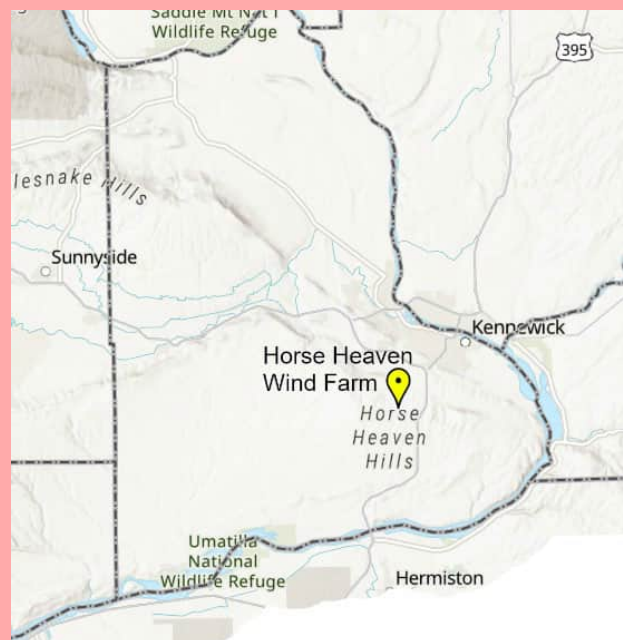 Saddle Mt Nat'l
Wildlife Refuge
395
lesnake Hills
Sunnyside
Kennewick
Horse Heaven
Wind Farm
Horse
Heaven
Hills
Umatilla
National
Wildlife Refuge
Hermiston